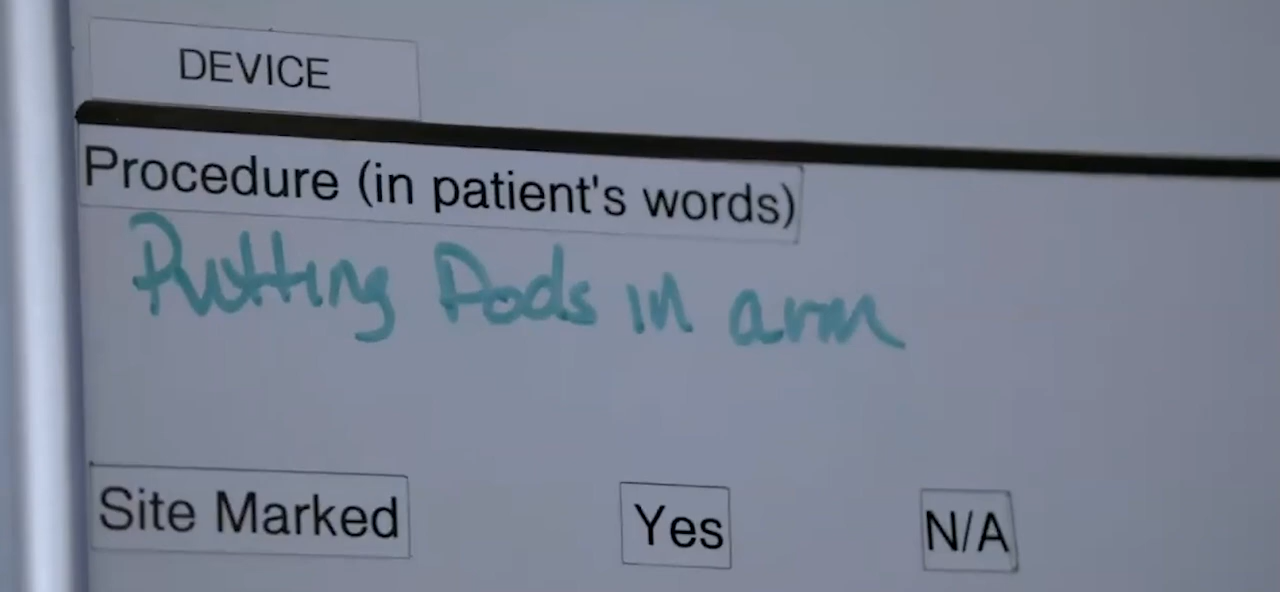 DEVICE
Procedure (in patient's words)
Putting Rods in arm
Site Marked Yes N/A